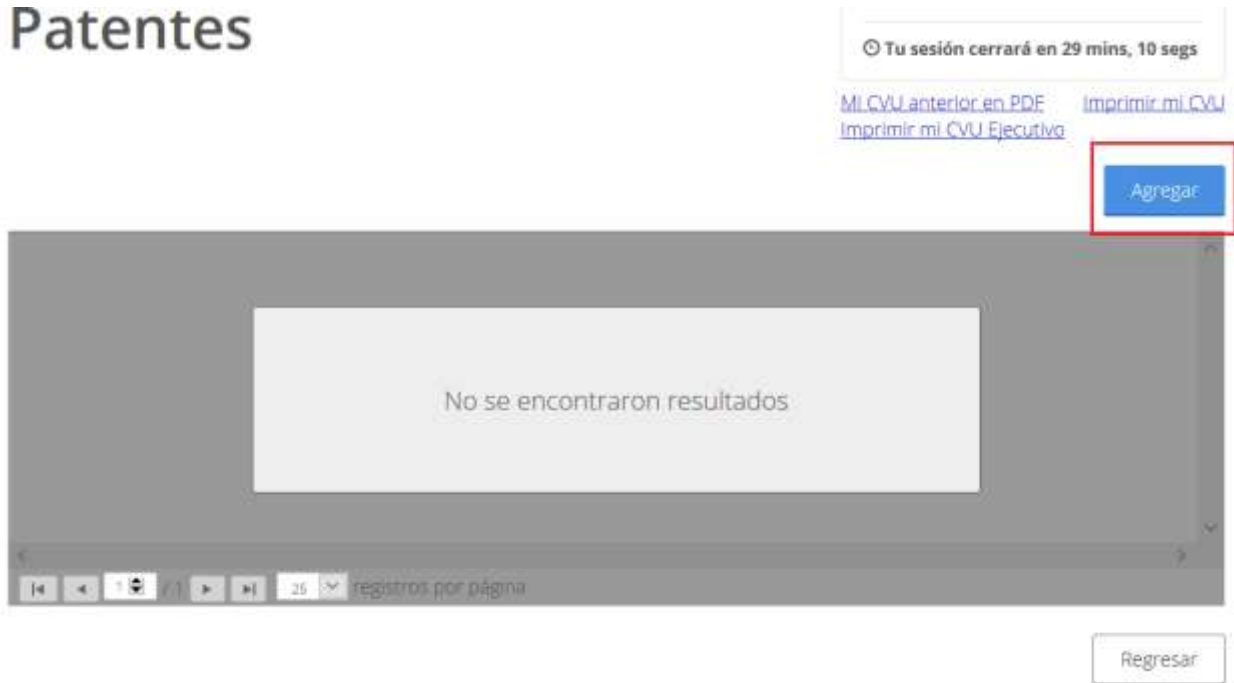 Patentes
Tu sesión cerrará en 29 mins, 10 segs
Mi CVU anterior en PDF Imprimir mi CVU
Imprimir mi CVU Ejecutivo
Agregar
No se encontraron resultados
1 / 1 25 registros por página
Regresar